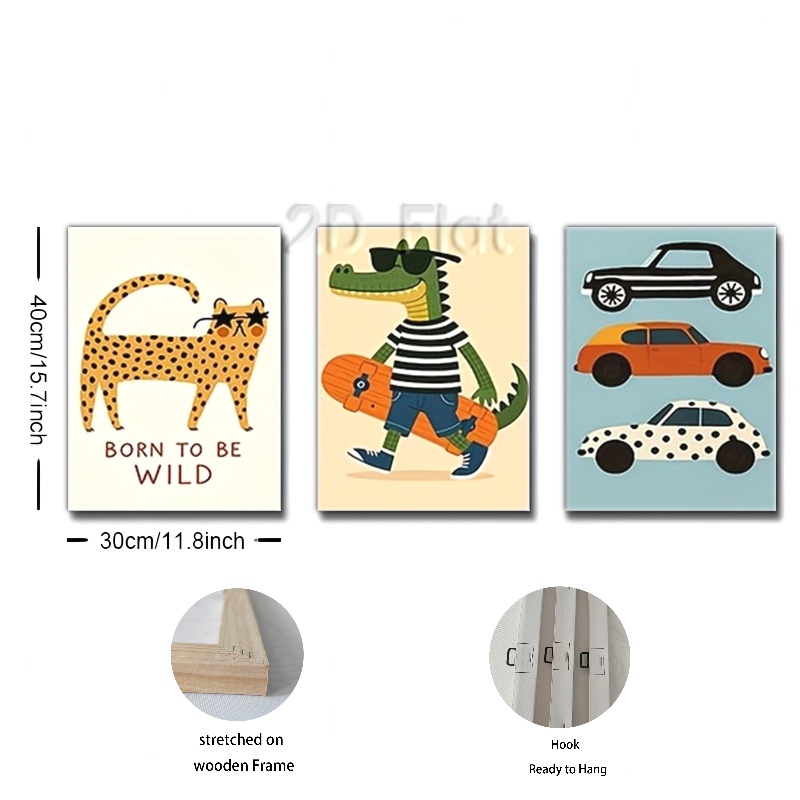 2D Flat
40cm/15.7inch
BORN TO BE
WILD
30cm/11.8inch
stretched on
wooden Frame
Hook
Ready to Hang